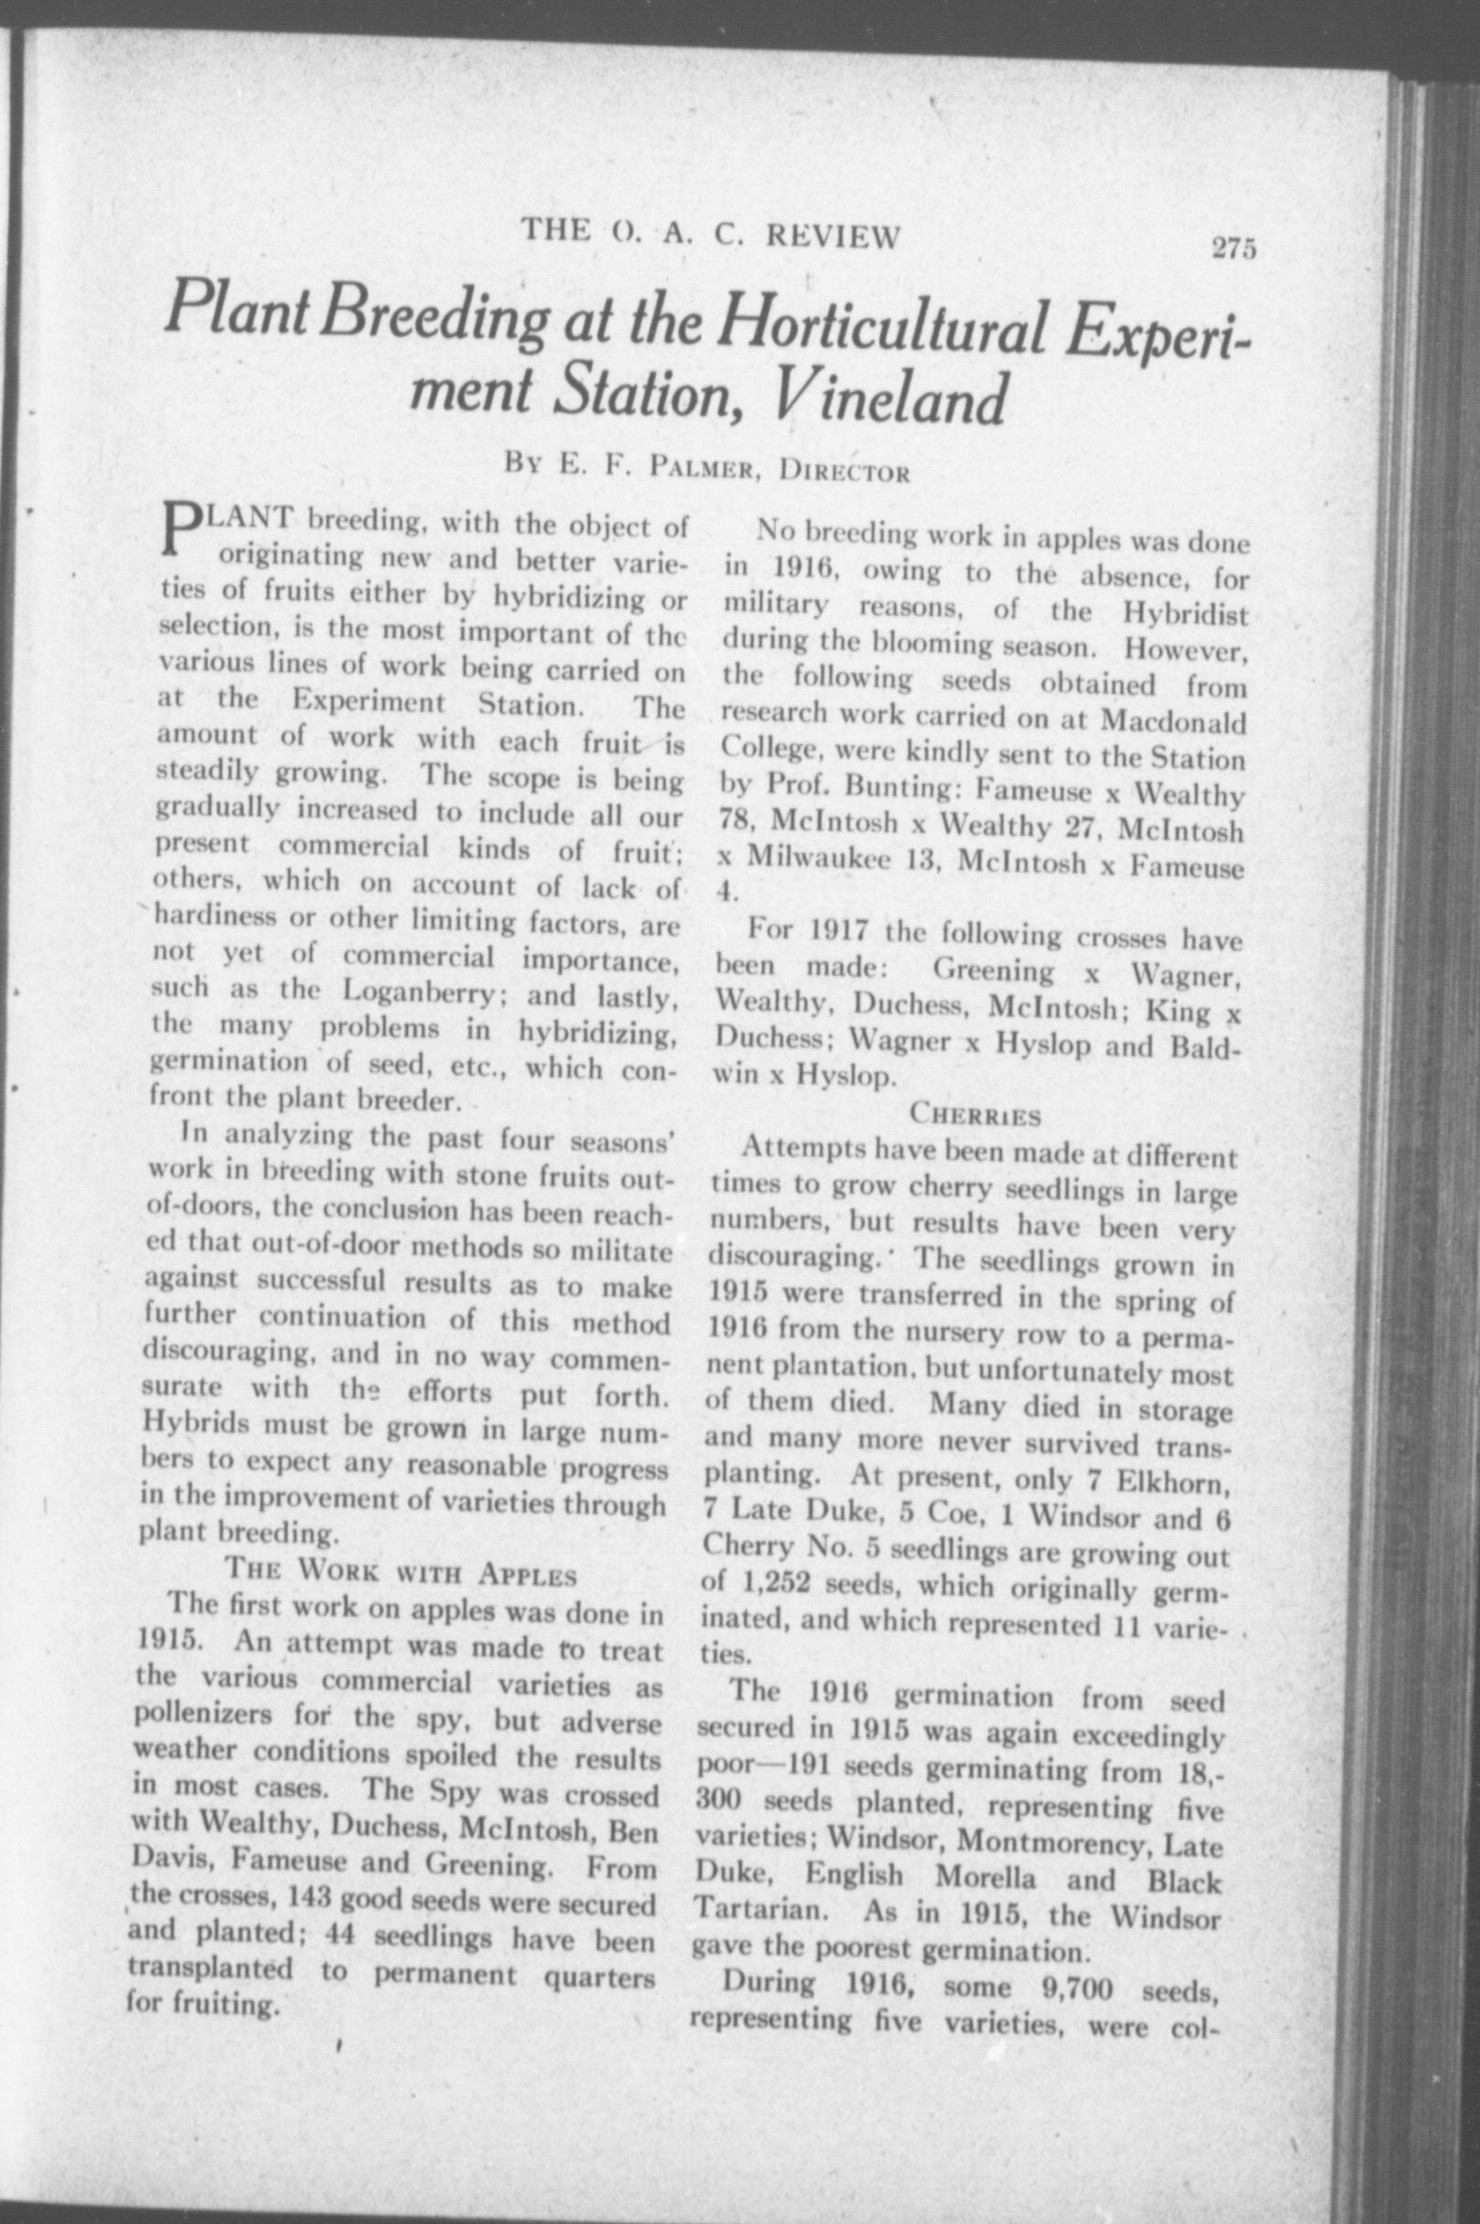 THE O. A. C. REVIEW
275
Plant Breeding at the Horticultural Experi-
ment Station, Vineland
BY E. F. PALMER, DIRECTOR
PLANT breeding, with the object of
originating new and better varie-
ties of fruits either by hybridizing or
selection, is the most important of the
various lines of work being carried on
at the Experiment Station. The
amount of work with each fruit is
steadily growing. The scope is being
gradually increased to include all our
present commercial kinds of fruit;
others, which on account of lack of
hardiness or other limiting factors, are
not yet of commercial importance,
such as the Loganberry; and lastly,
the many problems in hybridizing,
germination of seed, etc., which con-
front the plant breeder.
In analyzing the past four seasons'
work in breeding with stone fruits out-
of-doors, the conclusion has been reach-
ed that out-of-door methods so militate
against successful results as to make
further continuation of this method
discouraging, and in no way commen-
surate with the efforts put forth.
Hybrids must be grown in large num-
bers to expect any reasonable progress
in the improvement of varieties through
plant breeding.
THE WORK WITH APPLES
The first work on apples was done in
1915. An attempt was made to treat
the various commercial varieties as
pollenizers for the spy, but adverse
weather conditions spoiled the results
in most cases. The Spy was crossed
with Wealthy, Duchess, McIntosh, Ben
Davis, Fameuse and Greening. From
the crosses, 143 good seeds were secured
and planted; 44 seedlings have been
transplanted to permanent quarters
for fruiting.
No breeding work in apples was done
in 1916, owing to the absence, for
military reasons, of the Hybridist
during the blooming season. However,
the following seeds obtained from
research work carried on at Macdonald
College, were kindly sent to the Station
by Prof. Bunting: Fameuse x Wealthy
78, McIntosh x Wealthy 27, McIntosh
x Milwaukee 13, McIntosh x Fameuse
4.
For 1917 the following crosses have
been made: Greening x Wagner,
Wealthy, Duchess, McIntosh; King x
Duchess; Wagner x Hyslop and Bald-
win x Hyslop.
CHERRIES
Attempts have been made at different
times to grow cherry seedlings in large
numbers, but results have been very
discouraging. The seedlings grown in
1915 were transferred in the spring of
1916 from the nursery row to a perma-
nent plantation, but unfortunately most
of them died. Many died in storage
and many more never survived trans-
planting. At present, only 7 Elkhorn,
7 Late Duke, 5 Coe, 1 Windsor and 6
Cherry No. 5 seedlings are growing out
of 1,252 seeds, which originally germ-
inated, and which represented 11 varie-
ties.
The 1916 germination from seed
secured in 1915 was again exceedingly
poor—191 seeds germinating from 18,-
300 seeds planted, representing five
varieties; Windsor, Montmorency, Late
Duke, English Morella and Black
Tartarian. As in 1915, the Windsor
gave the poorest germination.
During 1916, some 9,700 seeds,
representing five varieties, were col-